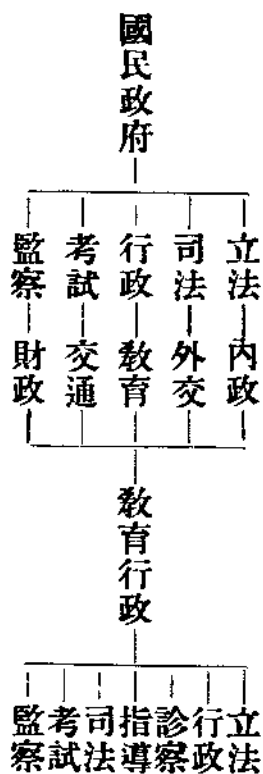 國民政府
立法
司法
行政
考試
監察
內政
外交
教育
交通
財政
教育行政
立法
行政
診察
指導
司法
考試
監察